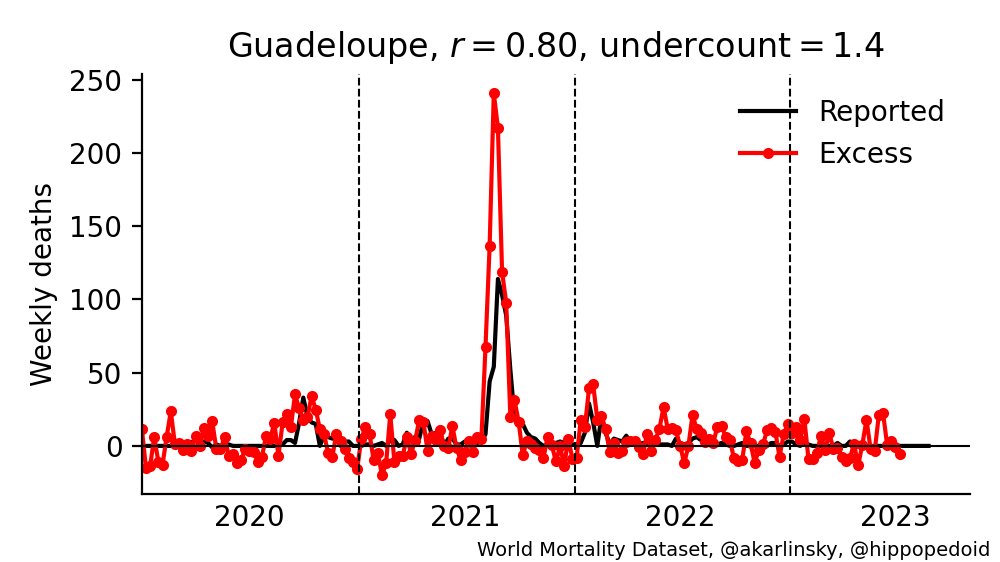 Guadeloupe, r = 0.80, undercount = 1.4
250
200
150
100
50
0
Weekly deaths
Reported
Excess
2020 2021 2022 2023
World Mortality Dataset, @akarlinsky, @hippopedoid